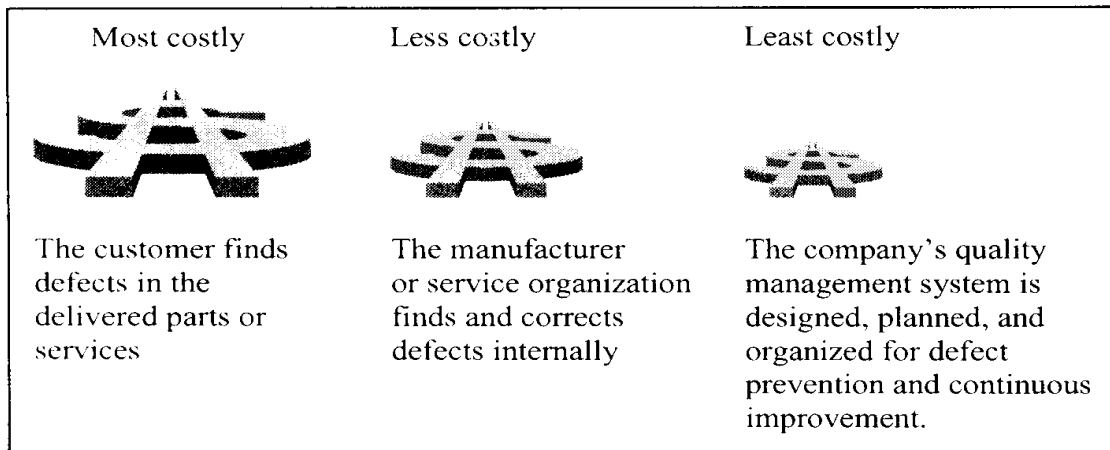 Most costly
Less costly
Least costly
The customer finds
defects in the
delivered parts or
services
The manufacturer
or service organization
finds and corrects
defects internally
The company's quality
management system is
designed, planned, and
organized for defect
prevention and continuous
improvement.